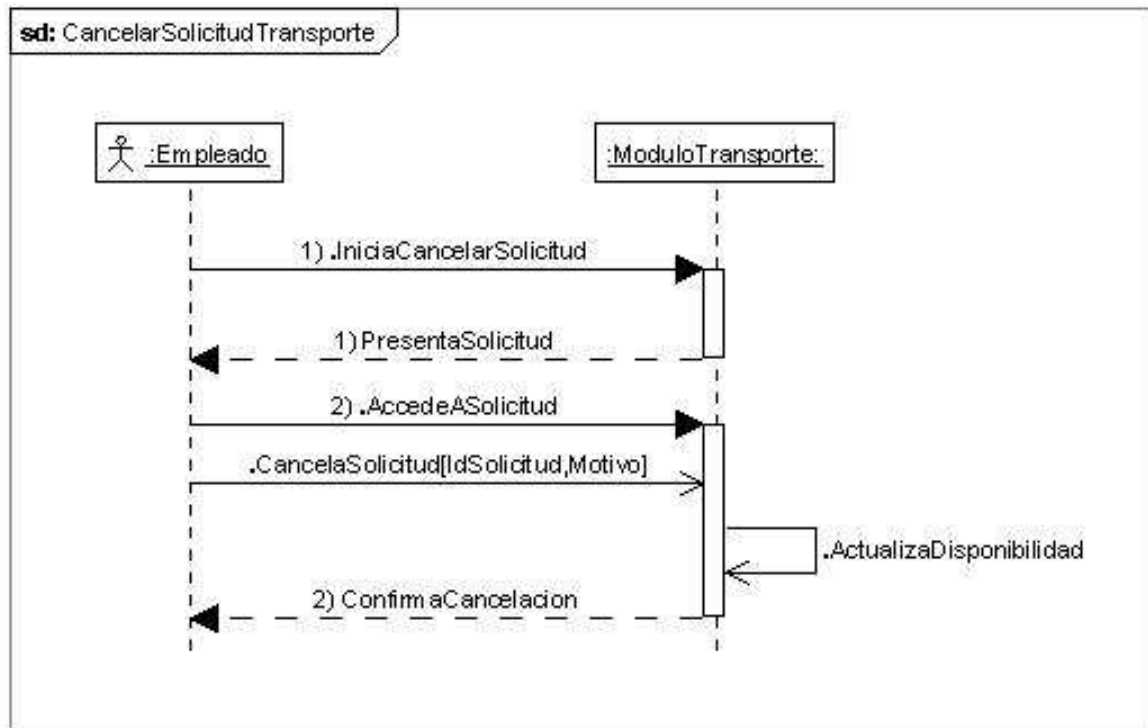 sd: CancelarSolicitudTransporte
:Empleado
:ModuloTransporte:
1) .IniciaCancelarSolicitud
1) PresentaSolicitud
2) .AccedeASolicitud
.CancelaSolicitud[IdSolicitud,Motivo]
.ActualizaDisponibilidad
2) ConfirmaCancelacion